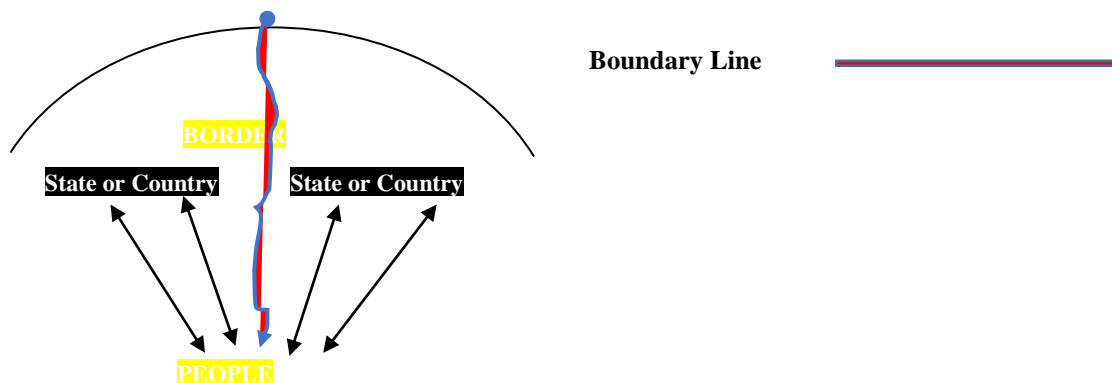 Boundary Line
BORDER
State or Country
State or Country
PEOPLE